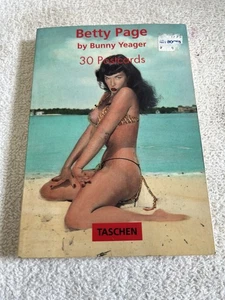 Betty Page
by Bunny Yeager
30 Postcards
TASCHEN